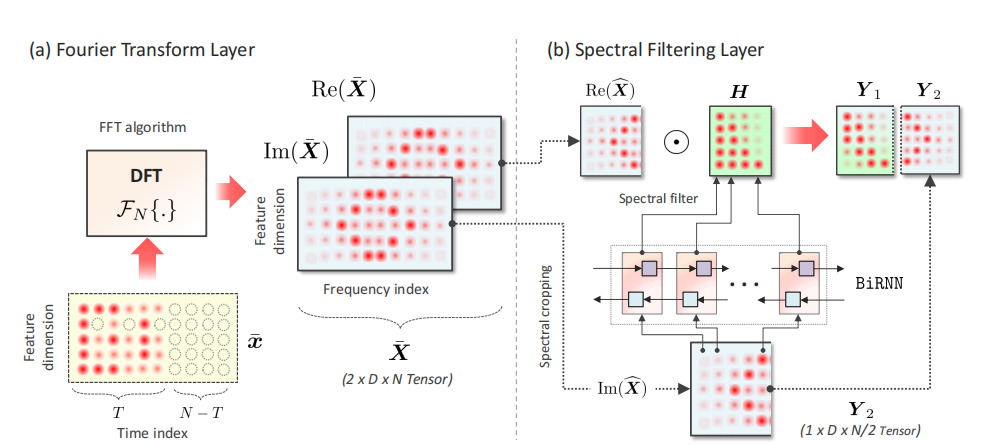 (a) Fourier Transform Layer
FFT algorithm
DFT
$\mathcal{F}_N\{.\}$
Feature dimension
$\bar{\boldsymbol{x}}$
$T$
$N-T$
Time index
$\mathrm{Re}(\bar{\boldsymbol{X}})$
$\mathrm{Im}(\bar{\boldsymbol{X}})$
Feature dimension
Frequency index
$\bar{\boldsymbol{X}}$
(2 x D x N Tensor)
(b) Spectral Filtering Layer
$\mathrm{Re}(\widehat{\boldsymbol{X}})$
$\odot$
$\boldsymbol{H}$
$\boldsymbol{Y}_1$
$\boldsymbol{Y}_2$
Spectral filter
Spectral cropping
...
BiRNN
$\mathrm{Im}(\widehat{\boldsymbol{X}})$
$\boldsymbol{Y}_2$
(1 x D x N/2 Tensor)